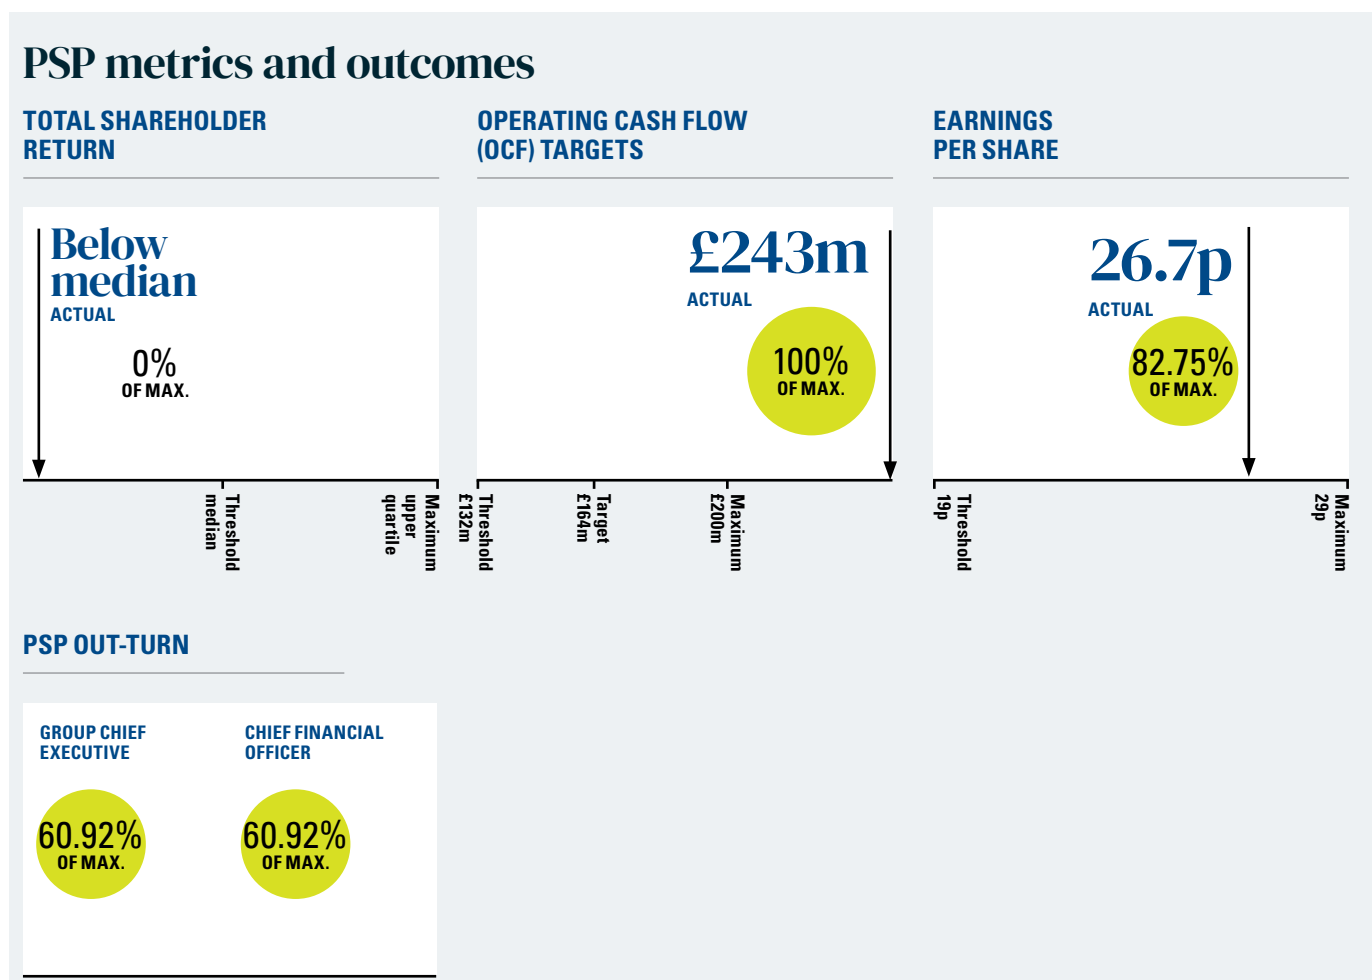 PSP metrics and outcomes
TOTAL SHAREHOLDER
RETURN
Below
median
ACTUAL
0%
OF MAX.
Threshold
median
Maximum
upper
quartile
OPERATING CASH FLOW
(OCF) TARGETS
£243m
ACTUAL
100%
OF MAX.
Threshold
£132m
Target
£164m
Maximum
£200m
EARNINGS
PER SHARE
26.7p
ACTUAL
82.75%
OF MAX.
Threshold
19p
Maximum
29p
PSP OUT-TURN
GROUP CHIEF
EXECUTIVE
60.92%
OF MAX.
CHIEF FINANCIAL
OFFICER
60.92%
OF MAX.